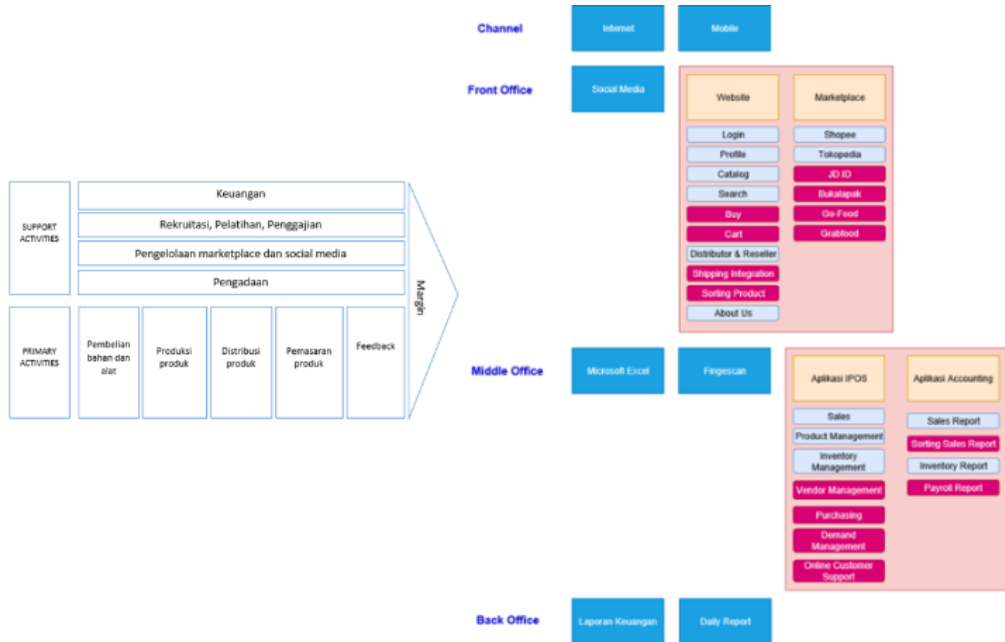 SUPPORT
ACTIVITIES
Keuangan
Rekruitasi, Pelatihan, Penggajian
Pengelolaan marketplace dan social media
Pengadaan
PRIMARY
ACTIVITIES
Pembelian
bahan dan
alat
Produksi
produk
Distribusi
produk
Pemasaran
produk
Feedback
Margin
Channel
Internet
Mobile
Front Office
Social Media
Website
Login
Profile
Catalog
Search
Buy
Cart
Distributor & Reseller
Shipping Integration
Sorting Product
About Us
Marketplace
Shopee
Tokopedia
JD.ID
Bukalapak
Go-Food
Grabfood
Middle Office
Microsoft Excel
Fingescan
Aplikasi IPOS
Sales
Product Management
Inventory
Management
Vendor Management
Purchasing
Demand
Management
Online Customer
Support
Aplikasi Accounting
Sales Report
Sorting Sales Report
Inventory Report
Payroll Report
Back Office
Laporan Keuangan
Daily Report